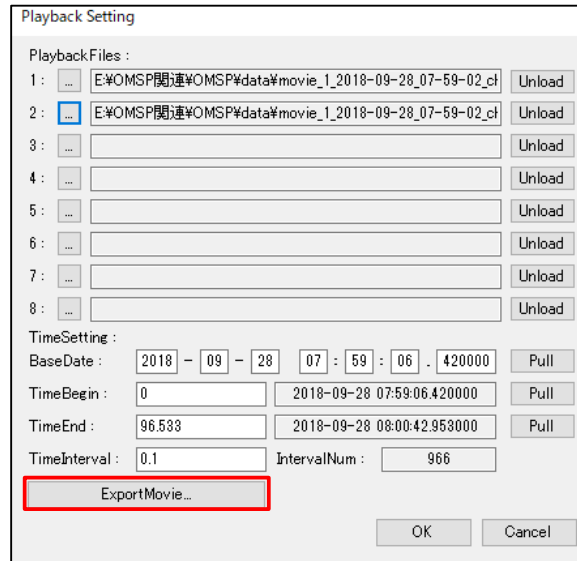 Playback Setting
PlaybackFiles :
1 : ... E:¥OMSP関連¥OMSP¥data¥movie_1_2018-09-28_07-59-02_cl Unload
2 : ... E:¥OMSP関連¥OMSP¥data¥movie_1_2018-09-28_07-59-02_cl Unload
3 : ... Unload
4 : ... Unload
5 : ... Unload
6 : ... Unload
7 : ... Unload
8 : ... Unload
TimeSetting :
BaseDate : 2018 - 09 - 28 07 : 59 : 06 . 420000 Pull
TimeBegin : 0 2018-09-28 07:59:06.420000 Pull
TimeEnd : 96.533 2018-09-28 08:00:42.953000 Pull
TimeInterval : 0.1 IntervalNum : 966
ExportMovie...
OK Cancel